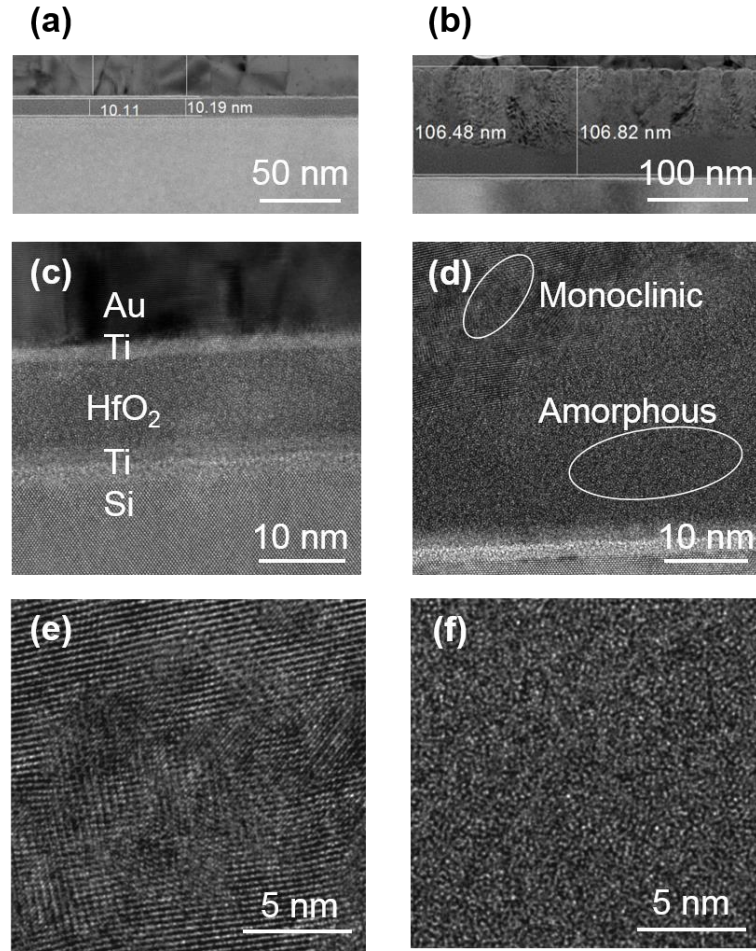 (a)
10.11
10.19 nm
50 nm
(b)
106.48 nm
106.82 nm
100 nm
(c)
Au
Ti
HfO₂
Ti
Si
10 nm
(d)
Monoclinic
Amorphous
10 nm
(e)
5 nm
(f)
5 nm